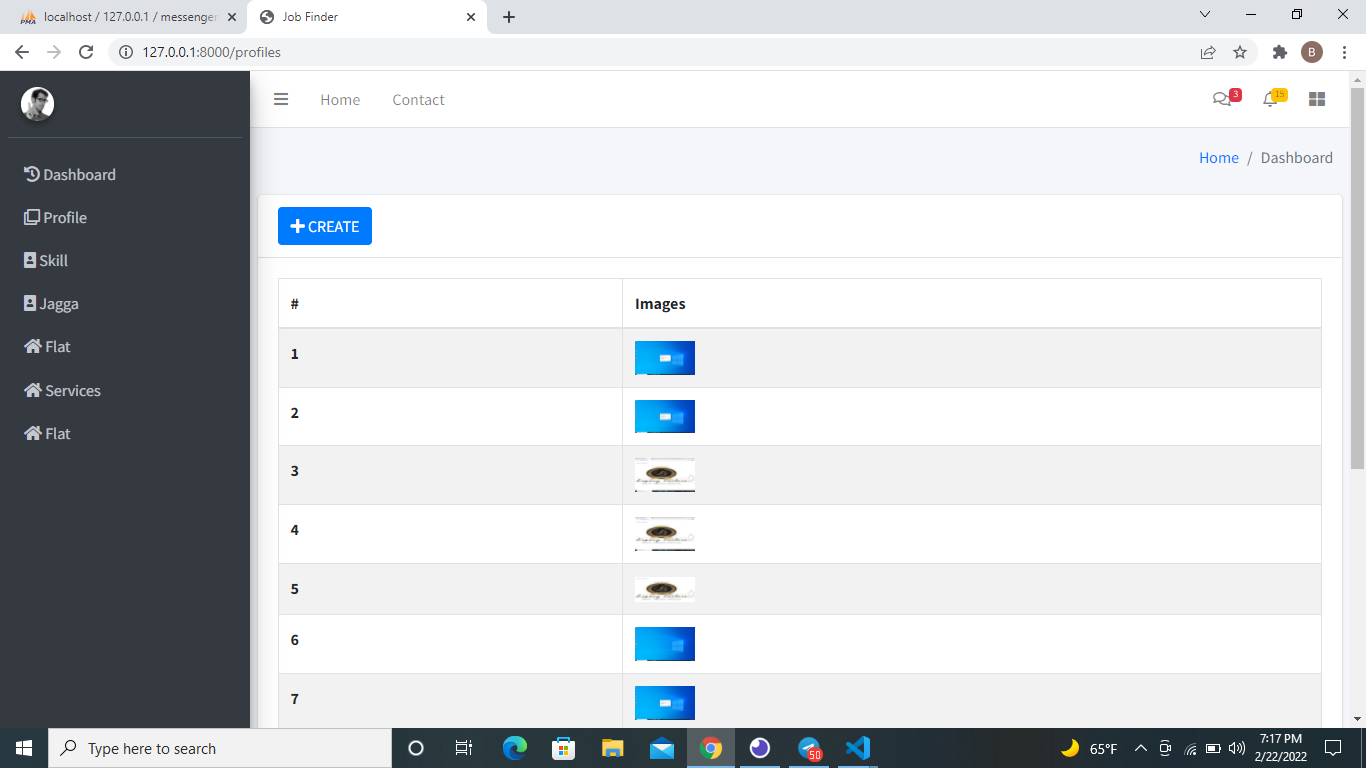 localhost / 127.0.0.1 / messenger
Job Finder
127.0.0.1:8000/profiles
B
Home
Contact
3
15
Home / Dashboard
Dashboard
Profile
Skill
Jagga
Flat
Services
Flat
CREATE
# Images
1
2
3
4
5
6
7
Type here to search
50
65°F
7:17 PM
2/22/2022